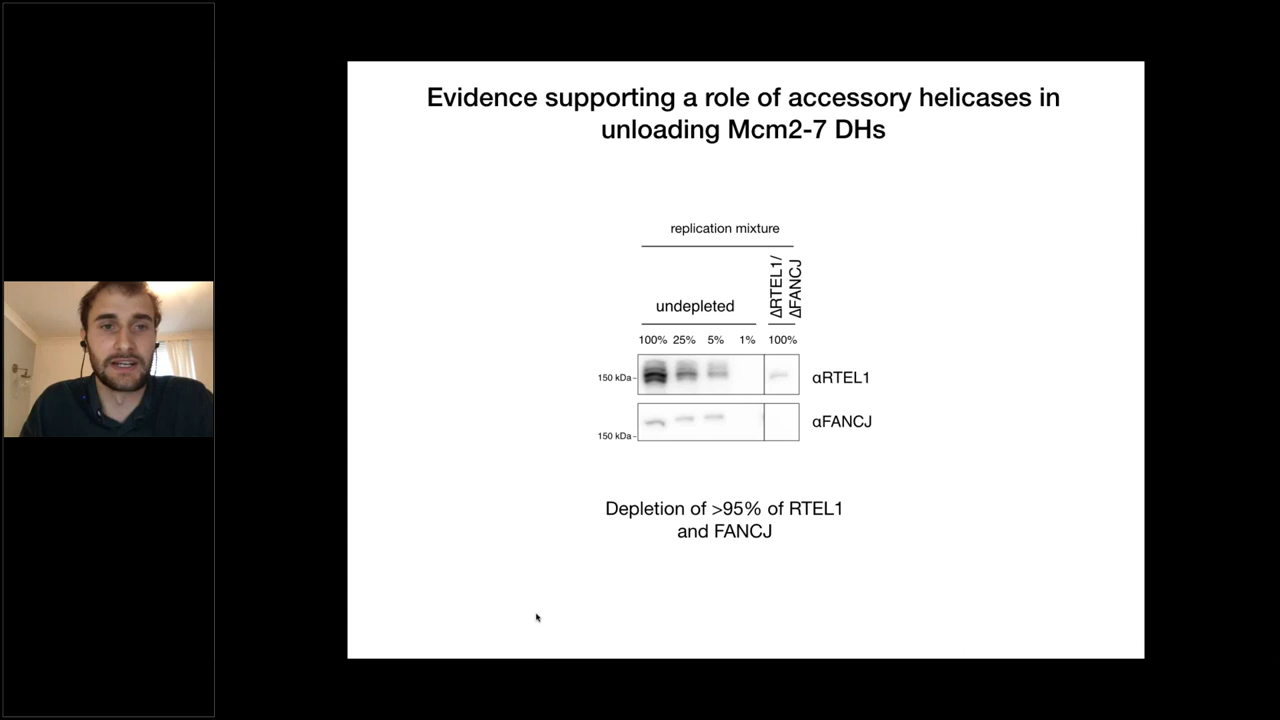 Evidence supporting a role of accessory helicases in
unloading Mcm2-7 DHs
replication mixture
undepleted
ΔRTEL1/
ΔFANCJ
100% 25% 5% 1% 100%
150 kDa
αRTEL1
αFANCJ
150 kDa
Depletion of >95% of RTEL1
and FANCJ